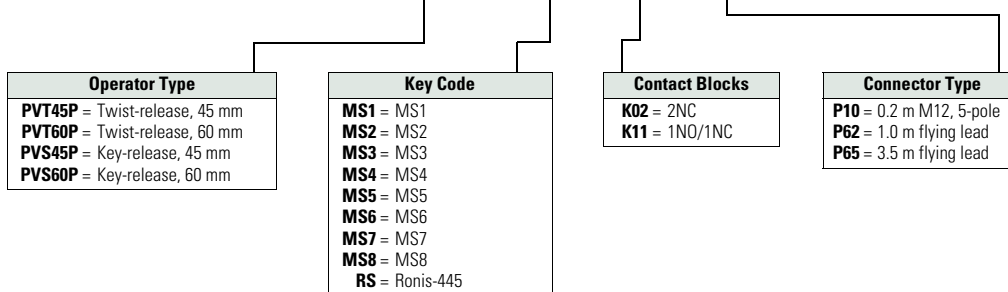 Operator Type
PVT45P = Twist-release, 45 mm
PVT60P = Twist-release, 60 mm
PVS45P = Key-release, 45 mm
PVS60P = Key-release, 60 mm
Key Code
MS1 = MS1
MS2 = MS2
MS3 = MS3
MS4 = MS4
MS5 = MS5
MS6 = MS6
MS7 = MS7
MS8 = MS8
RS = Ronis-445
Contact Blocks
K02 = 2NC
K11 = 1NO/1NC
Connector Type
P10 = 0.2 m M12, 5-pole
P62 = 1.0 m flying lead
P65 = 3.5 m flying lead